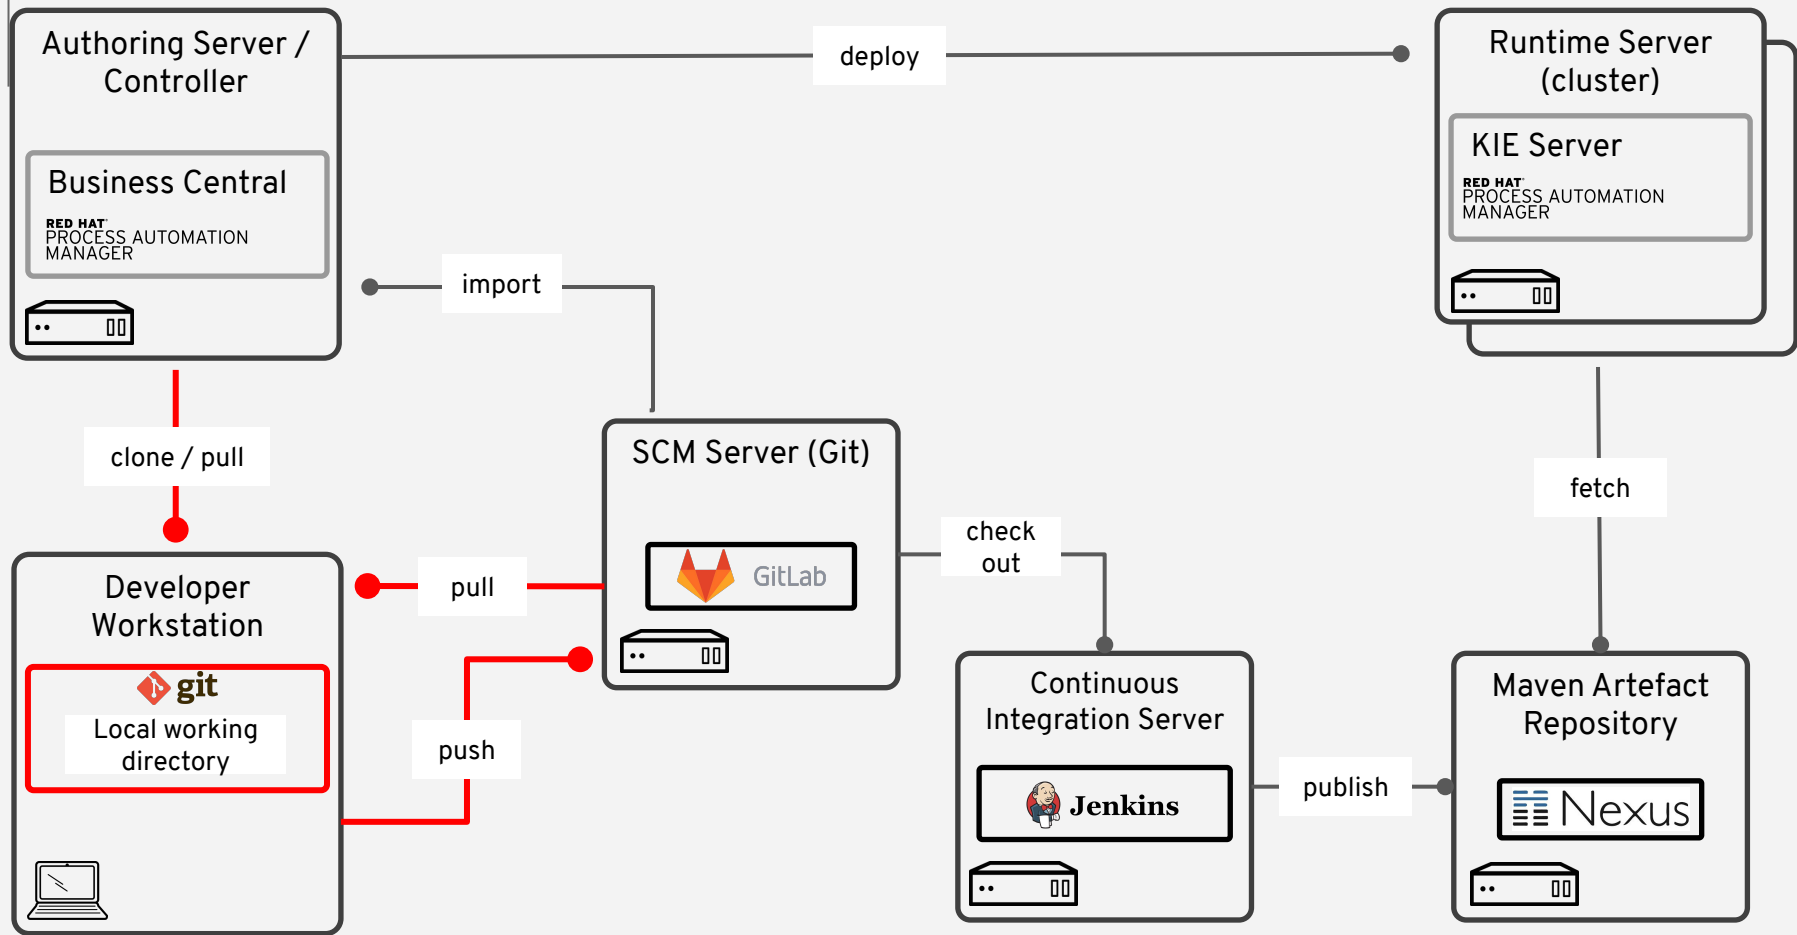 Authoring Server /
Controller
Business Central
RED HAT
PROCESS AUTOMATION
MANAGER
deploy
Runtime Server
(cluster)
KIE Server
RED HAT
PROCESS AUTOMATION
MANAGER
import
clone / pull
SCM Server (Git)
GitLab
check
out
fetch
Developer
Workstation
git
Local working
directory
pull
push
Continuous
Integration Server
Jenkins
publish
Maven Artefact
Repository
Nexus